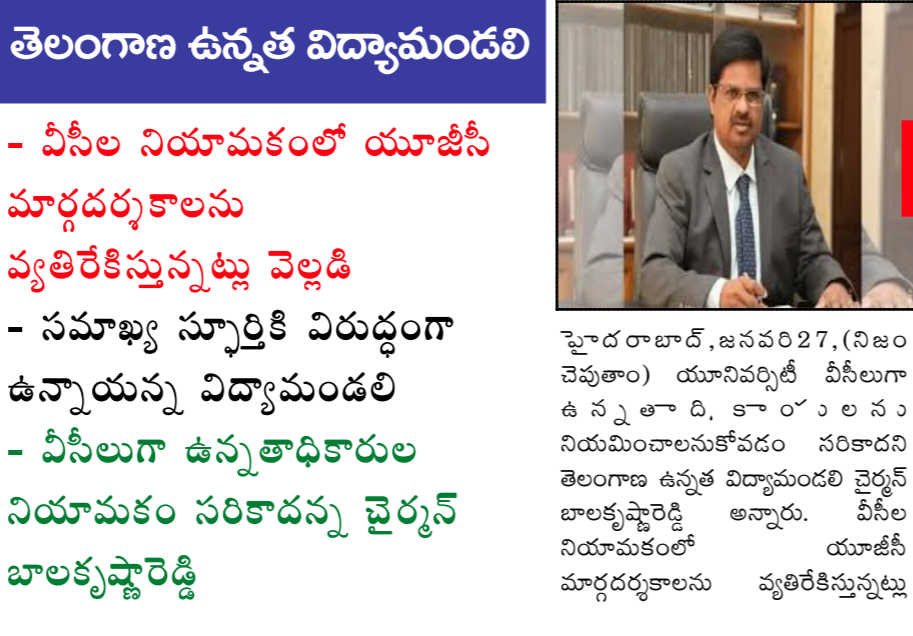 తెలంగాణ ఉన్నత విద్యామండలి
- వీసీల నియామకంలో యూజీసీ
మార్గదర్శకాలను
వ్యతిరేకిస్తున్నట్లు వెల్లడి
- సమాఖ్య స్ఫూర్తికి విరుద్ధంగా
ఉన్నాయన్న విద్యామండలి
- వీసీలుగా ఉన్నతాధికారుల
నియామకం సరికాదన్న చైర్మన్
బాలకృష్ణారెడ్డి
హైదరాబాద్,జనవరి27,(నిజం
చెపుతాం) యూనివర్సిటీ వీసీలుగా
నియమించాలనుకోవడం సరికాదని
తెలంగాణ ఉన్నత విద్యామండలి చైర్మన్
బాలకృష్ణారెడ్డి అన్నారు. వీసీల
నియామకంలో యూజీసీ
మార్గదర్శకాలను వ్యతిరేకిస్తున్నట్లు